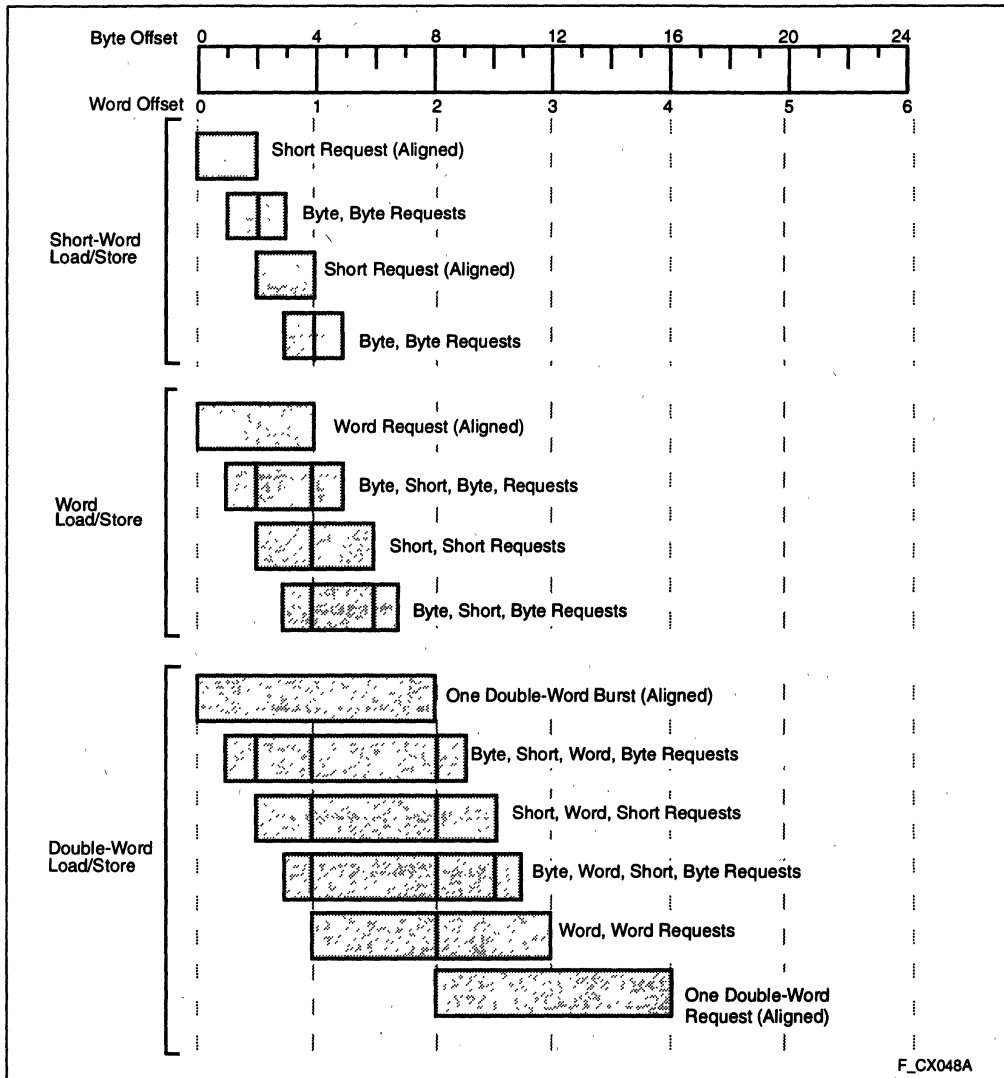 Byte Offset 0 4 8 12 16 20 24
Word Offset 0 1 2 3 4 5 6
Short Request (Aligned)
Byte, Byte Requests
Short-Word
Load/Store
Short Request (Aligned)
Byte, Byte Requests
Word Request (Aligned)
Byte, Short, Byte, Requests
Word
Load/Store
Short, Short Requests
Byte, Short, Byte Requests
One Double-Word Burst (Aligned)
Byte, Short, Word, Byte Requests
Short, Word, Short Requests
Double-Word
Load/Store
Byte, Word, Short, Byte Requests
Word, Word Requests
One Double-Word
Request (Aligned)
F_CX048A